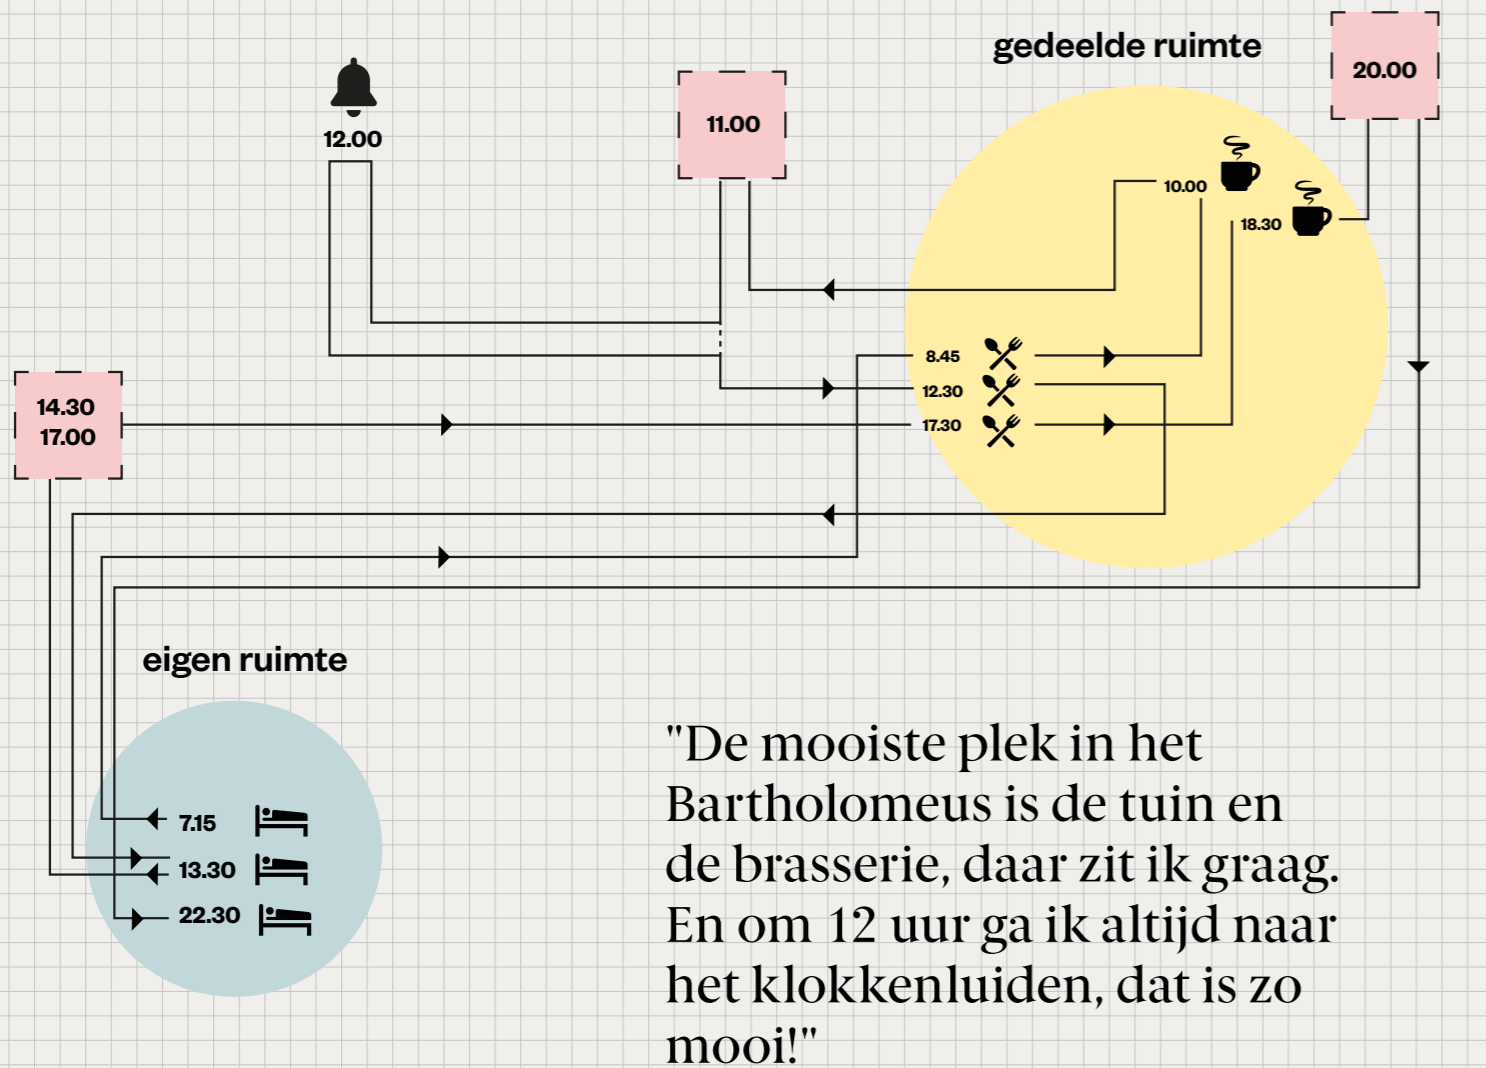 gedeelde ruimte
20.00
12.00
11.00
10.00
18.30
8.45
12.30
17.30
14.30
17.00
eigen ruimte
7.15
13.30
22.30
"De mooiste plek in het
Bartholomeus is de tuin en
de brasserie, daar zit ik graag.
En om 12 uur ga ik altijd naar
het klokkenluiden, dat is zo
mooi!"